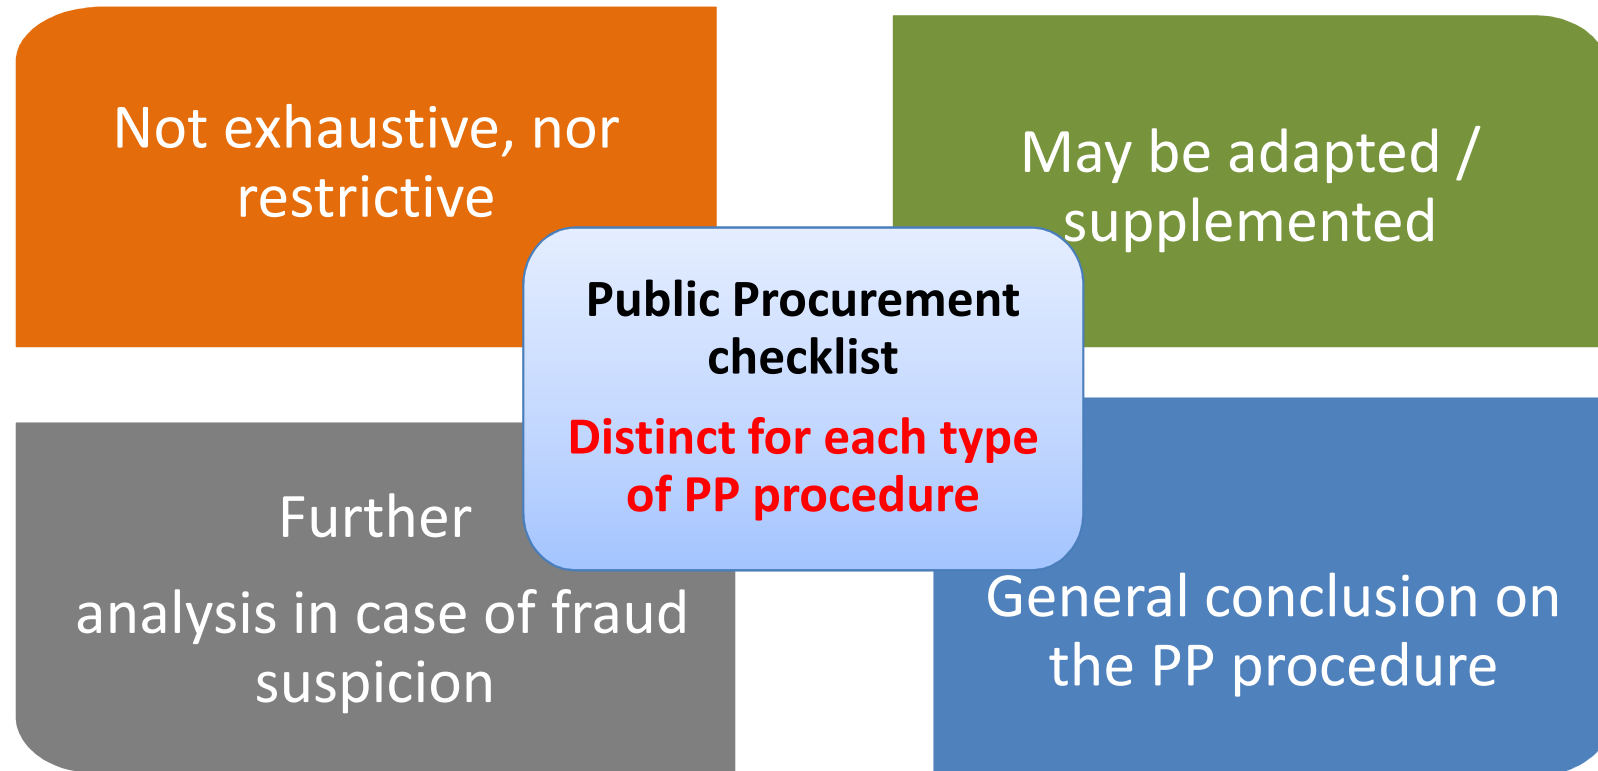 Not exhaustive, nor
restrictive
May be adapted /
supplemented
Public Procurement
checklist
Distinct for each type
of PP procedure
Further
analysis in case of fraud
suspicion
General conclusion on
the PP procedure